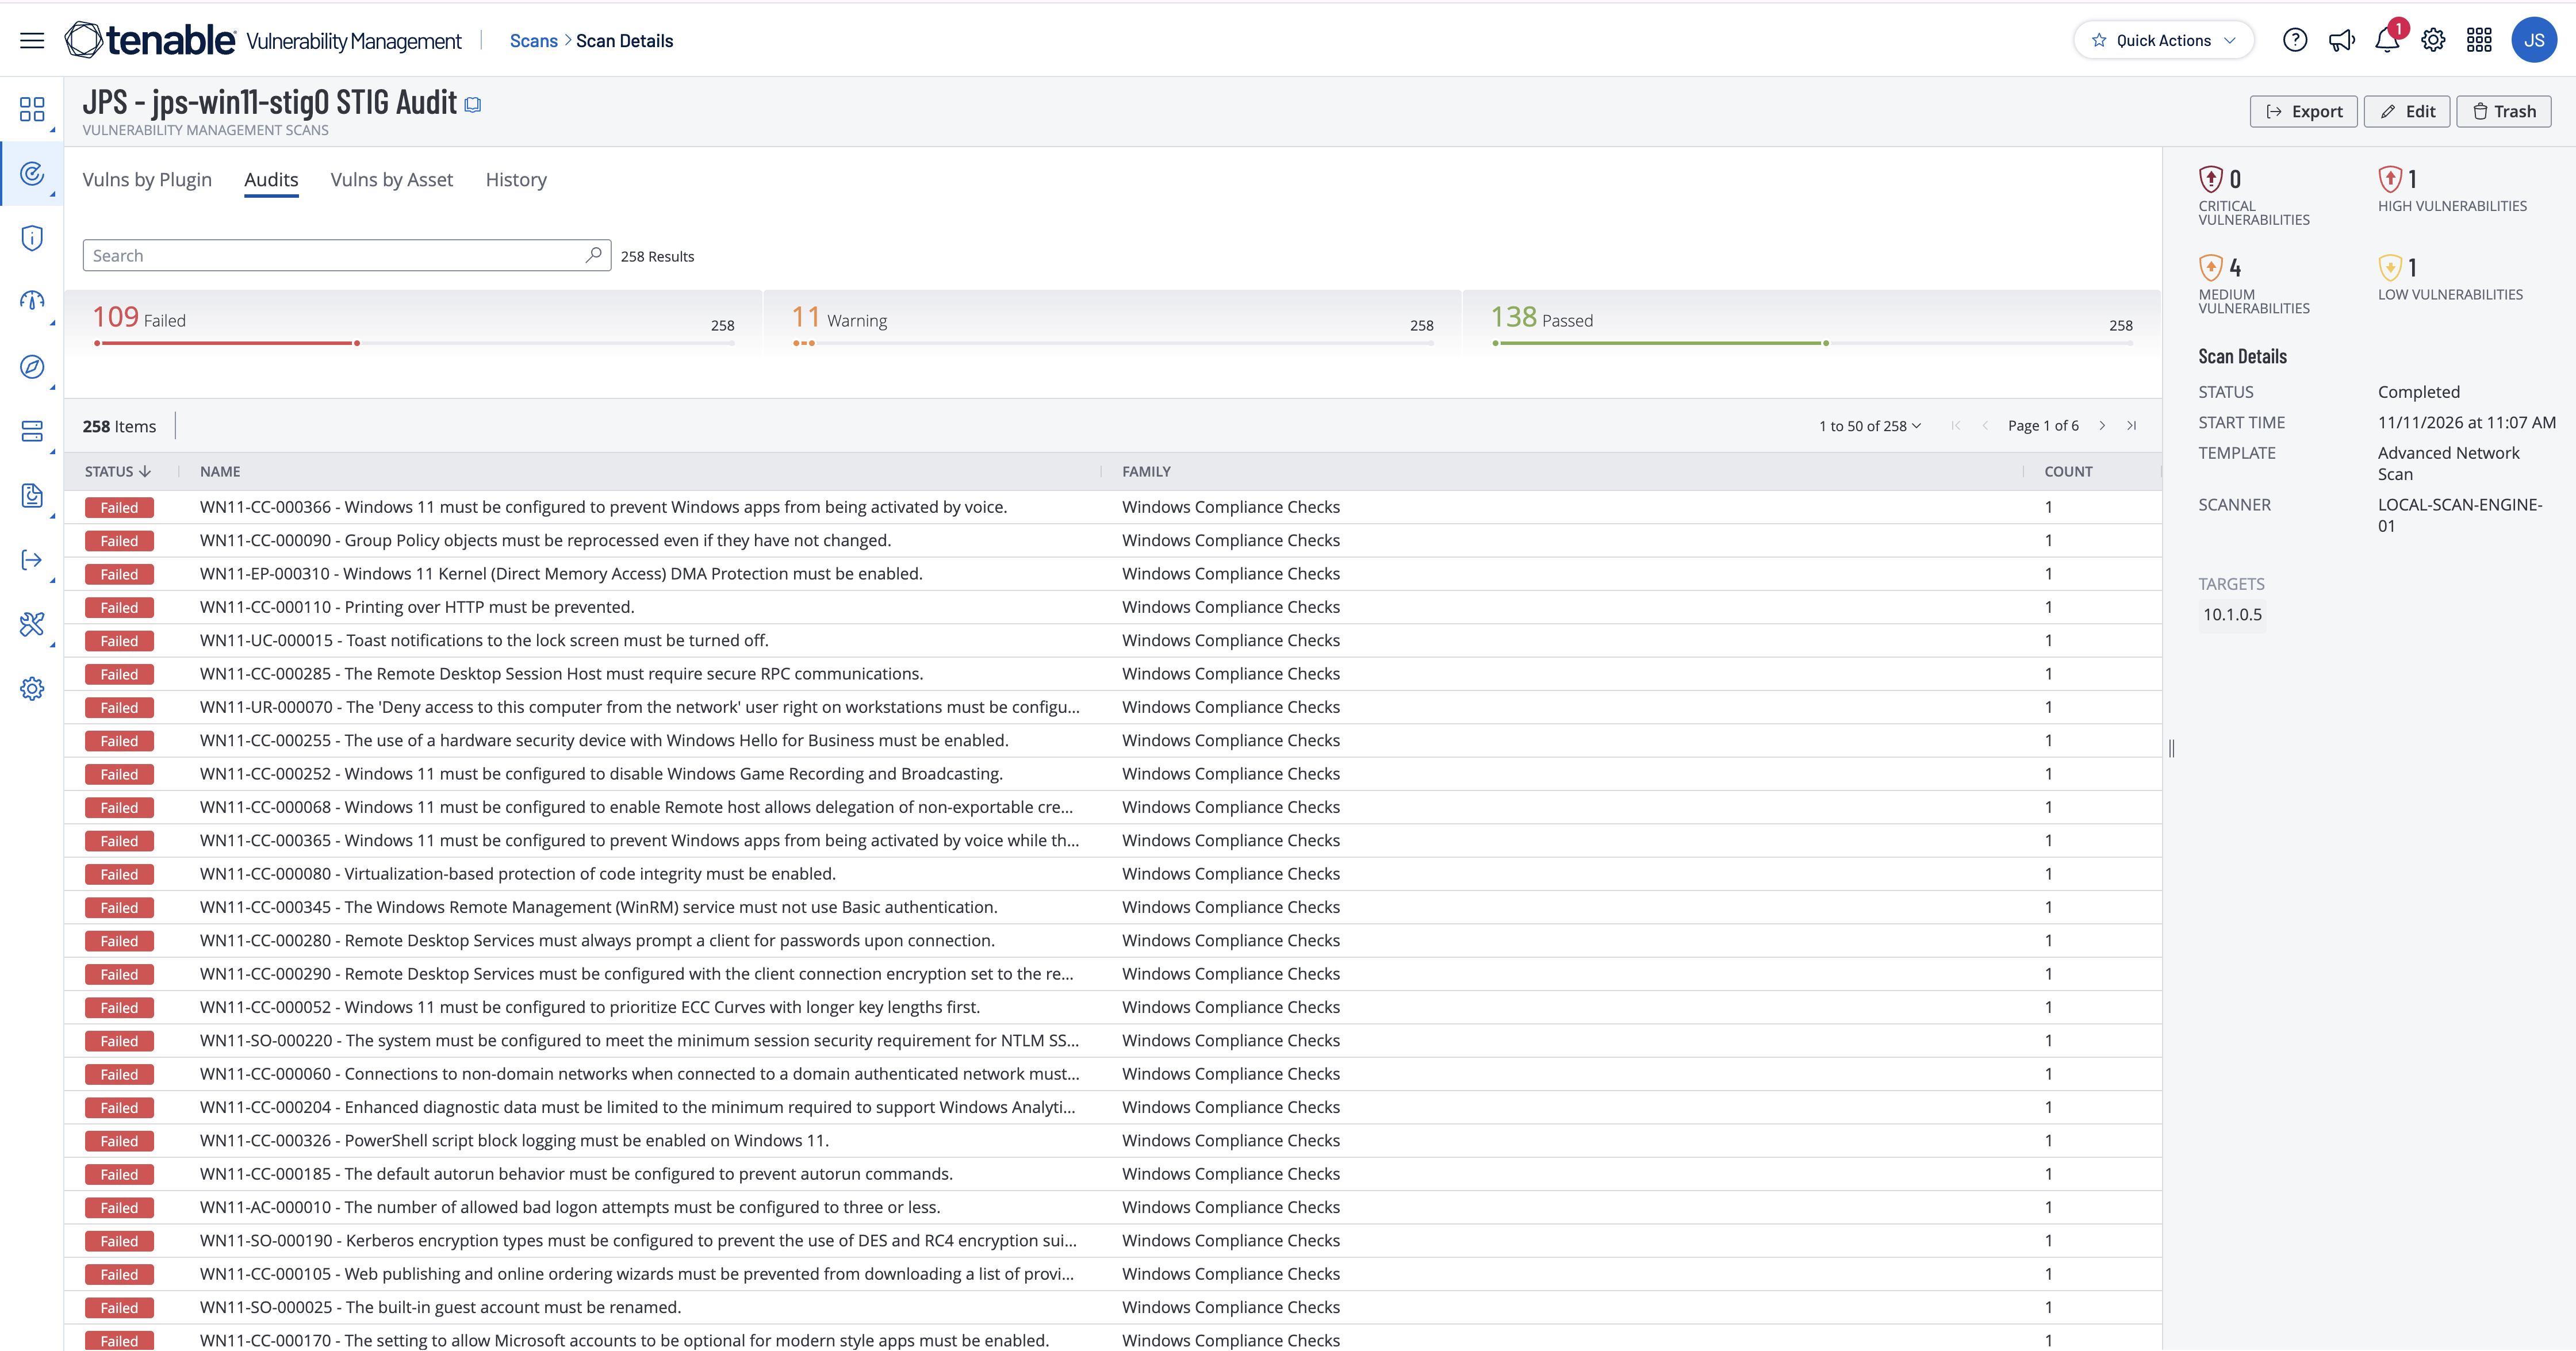 tenable Vulnerability Management Scans > Scan Details Quick Actions 1 JS
JPS - jps-win11-stig0 STIG Audit
VULNERABILITY MANAGEMENT SCANS
Export Edit Trash
Vulns by Plugin Audits Vulns by Asset History
Search 258 Results
109 Failed 258 11 Warning 258 138 Passed 258
258 Items 1 to 50 of 258 Page 1 of 6
STATUS NAME FAMILY COUNT
Failed WN11-CC-000366 - Windows 11 must be configured to prevent Windows apps from being activated by voice. Windows Compliance Checks 1
Failed WN11-CC-000090 - Group Policy objects must be reprocessed even if they have not changed. Windows Compliance Checks 1
Failed WN11-EP-000310 - Windows 11 Kernel (Direct Memory Access) DMA Protection must be enabled. Windows Compliance Checks 1
Failed WN11-CC-000110 - Printing over HTTP must be prevented. Windows Compliance Checks 1
Failed WN11-UC-000015 - Toast notifications to the lock screen must be turned off. Windows Compliance Checks 1
Failed WN11-CC-000285 - The Remote Desktop Session Host must require secure RPC communications. Windows Compliance Checks 1
Failed WN11-UR-000070 - The 'Deny access to this computer from the network' user right on workstations must be configu... Windows Compliance Checks 1
Failed WN11-CC-000255 - The use of a hardware security device with Windows Hello for Business must be enabled. Windows Compliance Checks 1
Failed WN11-CC-000252 - Windows 11 must be configured to disable Windows Game Recording and Broadcasting. Windows Compliance Checks 1
Failed WN11-CC-000068 - Windows 11 must be configured to enable Remote host allows delegation of non-exportable cre... Windows Compliance Checks 1
Failed WN11-CC-000365 - Windows 11 must be configured to prevent Windows apps from being activated by voice while th... Windows Compliance Checks 1
Failed WN11-CC-000080 - Virtualization-based protection of code integrity must be enabled. Windows Compliance Checks 1
Failed WN11-CC-000345 - The Windows Remote Management (WinRM) service must not use Basic authentication. Windows Compliance Checks 1
Failed WN11-CC-000280 - Remote Desktop Services must always prompt a client for passwords upon connection. Windows Compliance Checks 1
Failed WN11-CC-000290 - Remote Desktop Services must be configured with the client connection encryption set to the re... Windows Compliance Checks 1
Failed WN11-CC-000052 - Windows 11 must be configured to prioritize ECC Curves with longer key lengths first. Windows Compliance Checks 1
Failed WN11-SO-000220 - The system must be configured to meet the minimum session security requirement for NTLM SS... Windows Compliance Checks 1
Failed WN11-CC-000060 - Connections to non-domain networks when connected to a domain authenticated network must... Windows Compliance Checks 1
Failed WN11-CC-000204 - Enhanced diagnostic data must be limited to the minimum required to support Windows Analyti... Windows Compliance Checks 1
Failed WN11-CC-000326 - PowerShell script block logging must be enabled on Windows 11. Windows Compliance Checks 1
Failed WN11-CC-000185 - The default autorun behavior must be configured to prevent autorun commands. Windows Compliance Checks 1
Failed WN11-AC-000010 - The number of allowed bad logon attempts must be configured to three or less. Windows Compliance Checks 1
Failed WN11-SO-000190 - Kerberos encryption types must be configured to prevent the use of DES and RC4 encryption sui... Windows Compliance Checks 1
Failed WN11-CC-000105 - Web publishing and online ordering wizards must be prevented from downloading a list of provi... Windows Compliance Checks 1
Failed WN11-SO-000025 - The built-in guest account must be renamed. Windows Compliance Checks 1
Failed WN11-CC-000170 - The setting to allow Microsoft accounts to be optional for modern style apps must be enabled. Windows Compliance Checks 1
0 1
CRITICAL HIGH VULNERABILITIES
VULNERABILITIES
4 1
MEDIUM LOW VULNERABILITIES
VULNERABILITIES
Scan Details
STATUS Completed
START TIME 11/11/2026 at 11:07 AM
TEMPLATE Advanced Network
Scan
SCANNER LOCAL-SCAN-ENGINE-
01
TARGETS
10.1.0.5